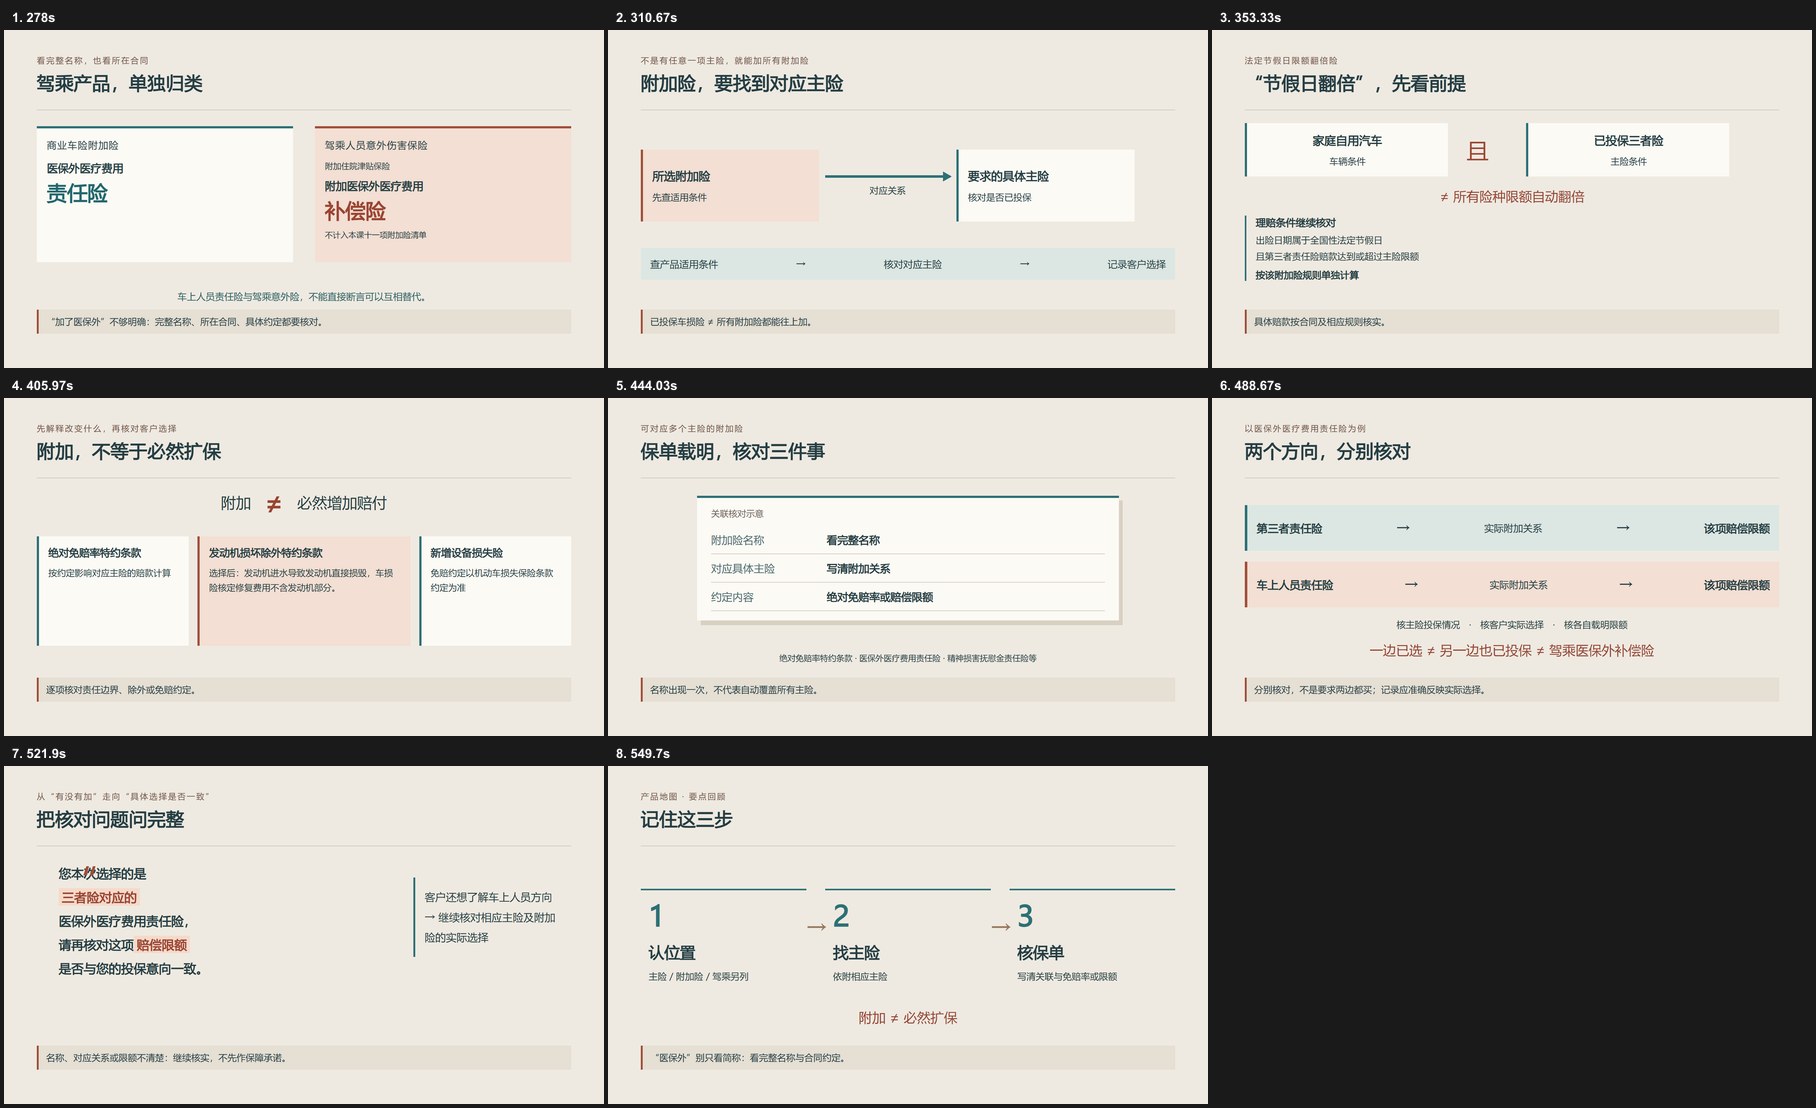 1. 278s
看完整名称，也看所在合同
驾乘产品，单独归类
商业车险附加险
医保外医疗费用
责任险
驾乘人员意外伤害保险
附加住院津贴保险
附加医保外医疗费用
补偿险
不计入本课十一项附加险清单
车上人员责任险与驾乘意外险，不能直接断言可以互相替代。
“加了医保外”不够明确：完整名称、所在合同、具体约定都要核对。
2. 310.67s
不是有任意一项主险，就能加所有附加险
附加险，要找到对应主险
所选附加险
先查适用条件
对应关系
要求的具体主险
核对是否已投保
查产品适用条件 → 核对对应主险 → 记录客户选择
已投保车损险 ≠ 所有附加险都能往上加。
3. 353.33s
法定节假日限额翻倍险
“节假日翻倍”，先看前提
家庭自用汽车
车辆条件
且
已投保三者险
主险条件
≠ 所有险种限额自动翻倍
理赔条件继续核对
出险日期属于全国性法定节假日
且第三者责任险赔款达到或超过主险限额
按该附加险规则单独计算
具体赔款按合同及相应规则核实。
4. 405.97s
先解释改变什么，再核对客户选择
附加，不等于必然扩保
附加 ≠ 必然增加赔付
绝对免赔率特约条款
按约定影响对应主险的赔款计算
发动机损坏除外特约条款
选择后：发动机进水导致发动机直接损毁，车损
险核定修复费用不含发动机部分。
新增设备损失险
免赔约定以机动车损失保险条款
约定为准
逐项核对责任边界、除外或免赔约定。
5. 444.03s
可对应多个主险的附加险
保单载明，核对三件事
关联核对示意
附加险名称 看完整名称
对应具体主险 写清附加关系
约定内容 绝对免赔率或赔偿限额
绝对免赔率特约条款 · 医保外医疗费用责任险 · 精神损害抚慰金责任险等
名称出现一次，不代表自动覆盖所有主险。
6. 488.67s
以医保外医疗费用责任险为例
两个方向，分别核对
第三者责任险 → 实际附加关系 → 该项赔偿限额
车上人员责任险 → 实际附加关系 → 该项赔偿限额
核主险投保情况 · 核客户实际选择 · 核各自载明限额
一边已选 ≠ 另一边也已投保 ≠ 驾乘医保外补偿险
分别核对，不是要求两边都买；记录应准确反映实际选择。
7. 521.9s
从“有没有加”走向“具体选择是否一致”
把核对问题问完整
”
您本次选择的是
三者险对应的
医保外医疗费用责任险，
请再核对这项 赔偿限额
是否与您的投保意向一致。
客户还想了解车上人员方向
→ 继续核对相应主险及附加
险的实际选择
名称、对应关系或限额不清楚：继续核实，不先作保障承诺。
8. 549.7s
产品地图 · 要点回顾
记住这三步
1
认位置
主险 / 附加险 / 驾乘另列
→
2
找主险
依附相应主险
→
3
核保单
写清关联与免赔率或限额
附加 ≠ 必然扩保
“医保外”别只看简称：看完整名称与合同约定。